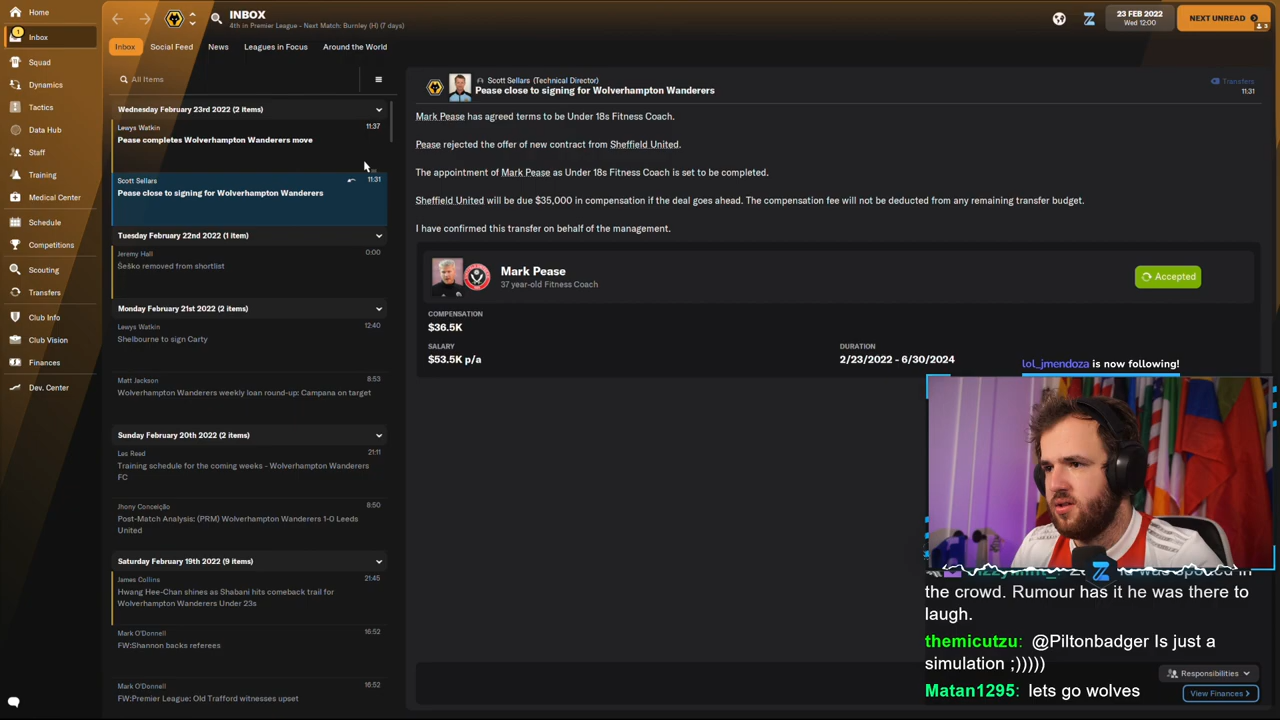 INBOX
4th in Premier League - Next Match: Burnley (H) (7 days)
23 FEB 2022
Wed 12:00
NEXT UNREAD
3
Home
1
Inbox
Squad
Dynamics
Tactics
Data Hub
Staff
Training
Medical Center
Schedule
Competitions
Scouting
Transfers
Club Info
Club Vision
Finances
Dev. Center
Inbox
Social Feed
News
Leagues in Focus
Around the World
All Items
Wednesday February 23rd 2022 (2 items)
Lewys Watkin
11:37
Pease completes Wolverhampton Wanderers move
Scott Sellars
11:31
Pease close to signing for Wolverhampton Wanderers
Tuesday February 22nd 2022 (1 item)
Jeremy Hall
0:00
Šeško removed from shortlist
Monday February 21st 2022 (2 items)
Lewys Watkin
12:40
Shelbourne to sign Carty
Matt Jackson
8:53
Wolverhampton Wanderers weekly loan round-up: Campana on target
Sunday February 20th 2022 (2 items)
Les Reed
21:11
Training schedule for the coming weeks - Wolverhampton Wanderers
FC
Jhony Conceição
8:50
Post-Match Analysis: (PRM) Wolverhampton Wanderers 1-0 Leeds
United
Saturday February 19th 2022 (9 items)
James Collins
21:45
Hwang Hee-Chan shines as Shabani hits comeback trail for
Wolverhampton Wanderers Under 23s
Mark O'Donnell
16:52
FW:Shannon backs referees
Mark O'Donnell
16:52
FW:Premier League: Old Trafford witnesses upset
Scott Sellars (Technical Director)
Pease close to signing for Wolverhampton Wanderers
Transfers
11:31
Mark Pease has agreed terms to be Under 18s Fitness Coach.
Pease rejected the offer of new contract from Sheffield United.
The appointment of Mark Pease as Under 18s Fitness Coach is set to be completed.
Sheffield United will be due $35,000 in compensation if the deal goes ahead. The compensation fee will not be deducted from any remaining transfer budget.
I have confirmed this transfer on behalf of the management.
Mark Pease
37 year-old Fitness Coach
Accepted
COMPENSATION
$36.5K
SALARY
$53.5K p/a
DURATION
2/23/2022 - 6/30/2024
lol_jmendoza is now following!
the crowd. Rumour has it he was there to
laugh.
themicutzu: @Piltonbadger Is just a
simulation ;)))))
Matan1295: lets go wolves
Responsibilities
View Finances >